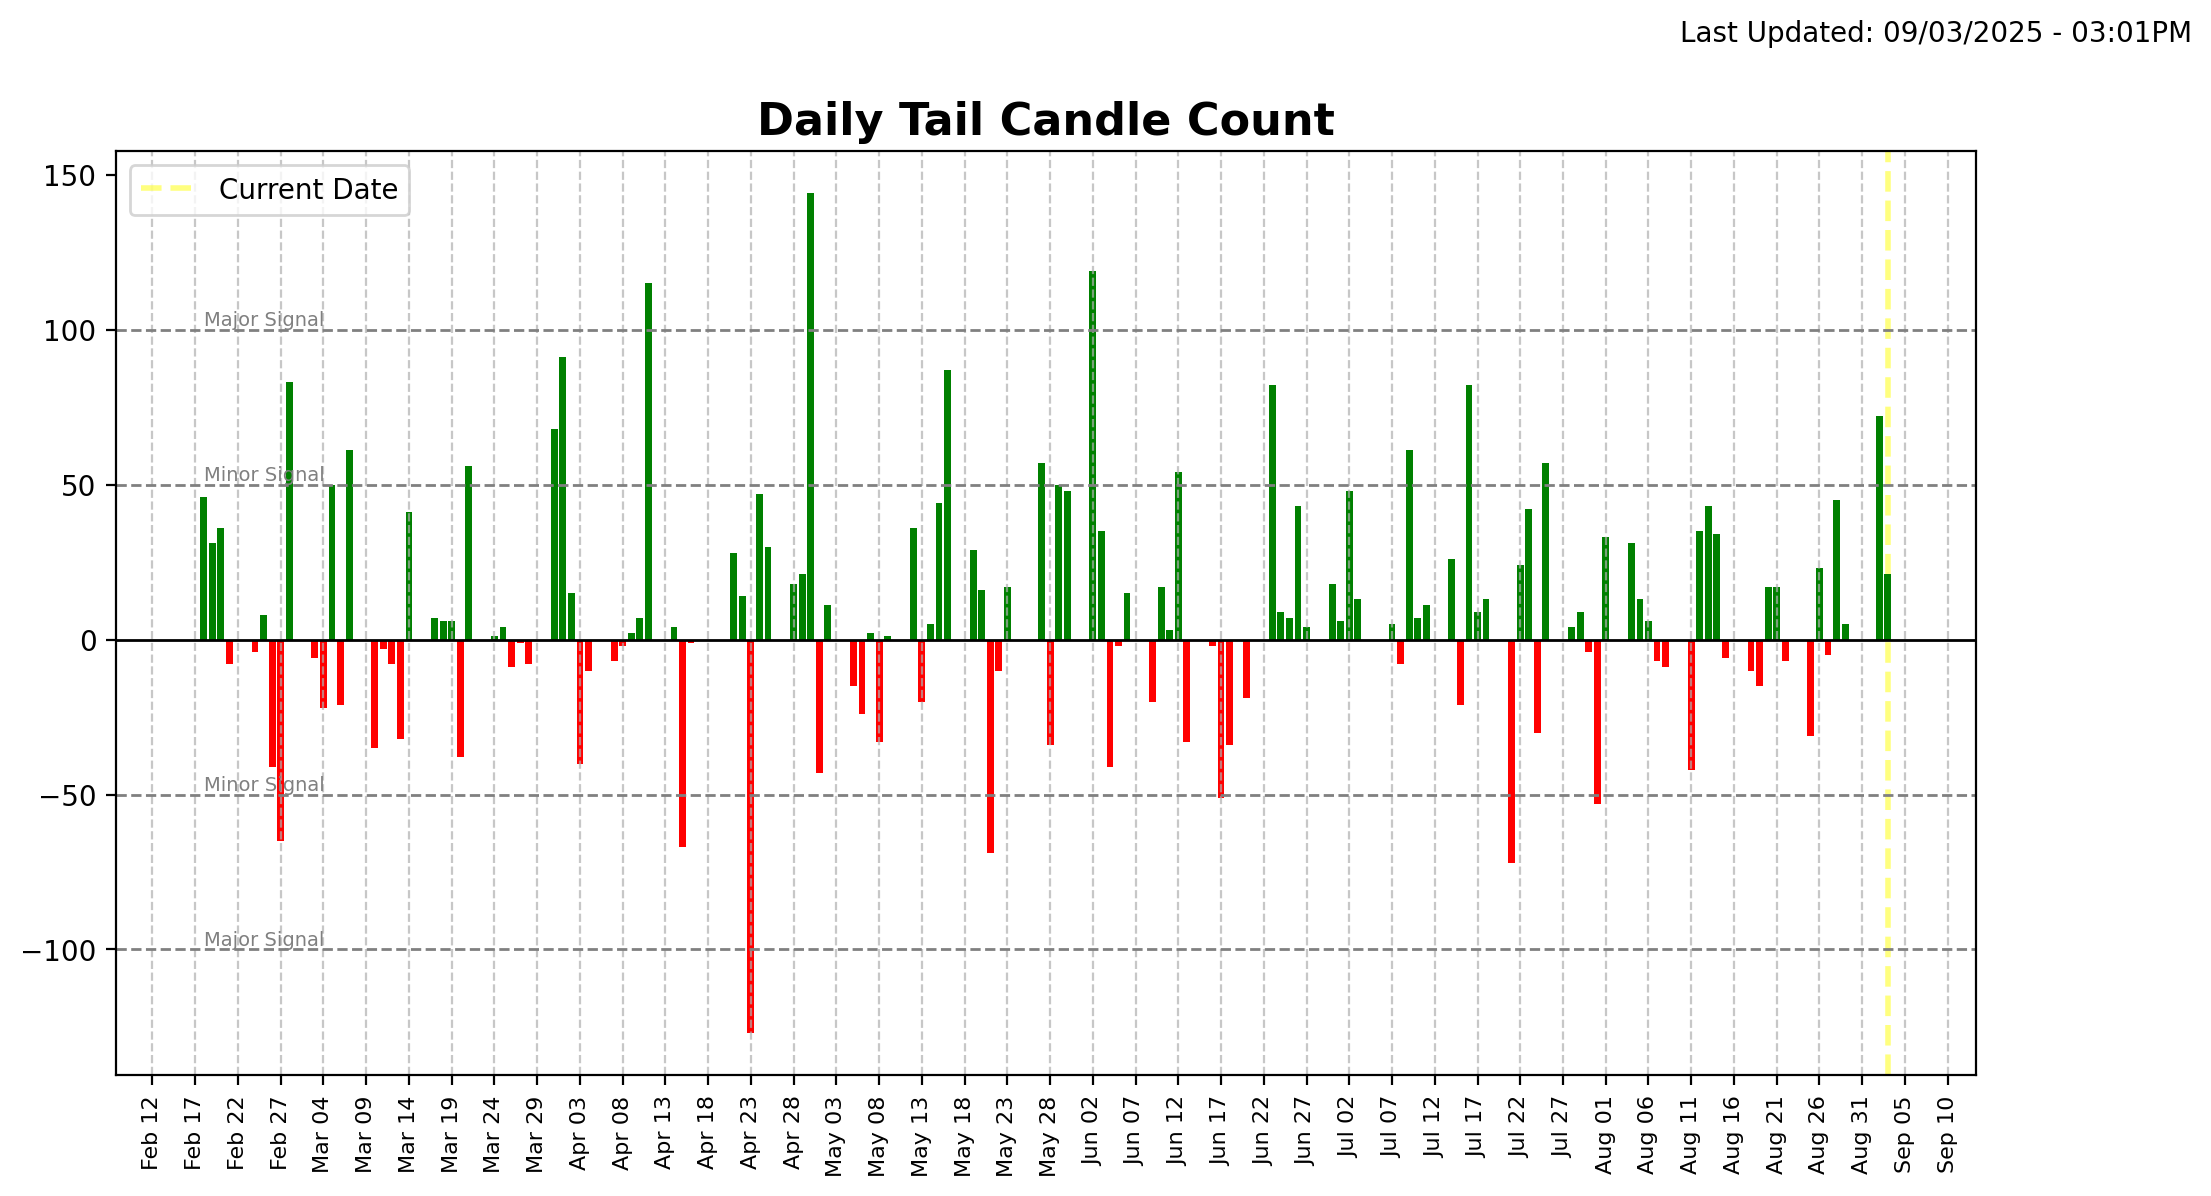 Last Updated: 09/03/2025 - 03:01PM
Daily Tail Candle Count
150
Current Date
Major Signal
100
Minor Signal
50
0
Minor Signal
−50
Major Signal
−100
Feb 12
Feb 17
Feb 22
Feb 27
Mar 04
Mar 09
Mar 14
Mar 19
Mar 24
Mar 29
Apr 03
Apr 08
Apr 13
Apr 18
Apr 23
Apr 28
May 03
May 08
May 13
May 18
May 23
May 28
Jun 02
Jun 07
Jun 12
Jun 17
Jun 22
Jun 27
Jul 02
Jul 07
Jul 12
Jul 17
Jul 22
Jul 27
Aug 01
Aug 06
Aug 11
Aug 16
Aug 21
Aug 26
Aug 31
Sep 05
Sep 10